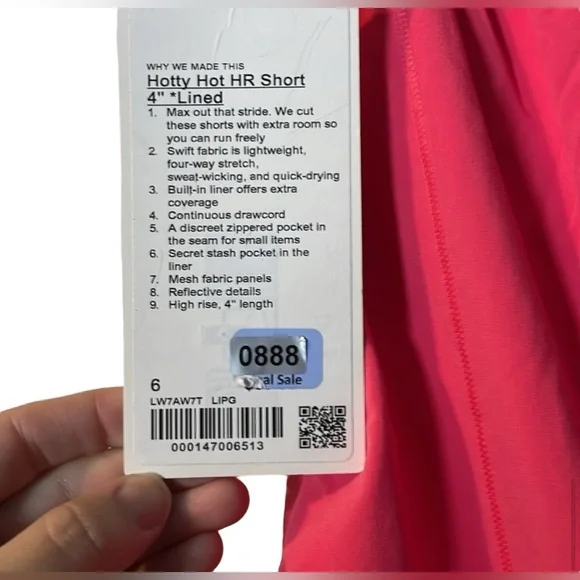 WHY WE MADE THIS
Hotty Hot HR Short
4" *Lined
1. Max out that stride. We cut
these shorts with extra room so
you can run freely
2. Swift fabric is lightweight,
four-way stretch,
sweat-wicking, and quick-drying
3. Built-in liner offers extra
coverage
4. Continuous drawcord
5. A discreet zippered pocket in
the seam for small items
6. Secret stash pocket in the
liner
7. Mesh fabric panels
8. Reflective details
9. High rise, 4" length
0888
Sale
6
LW7AW7T LIPG
000147006513